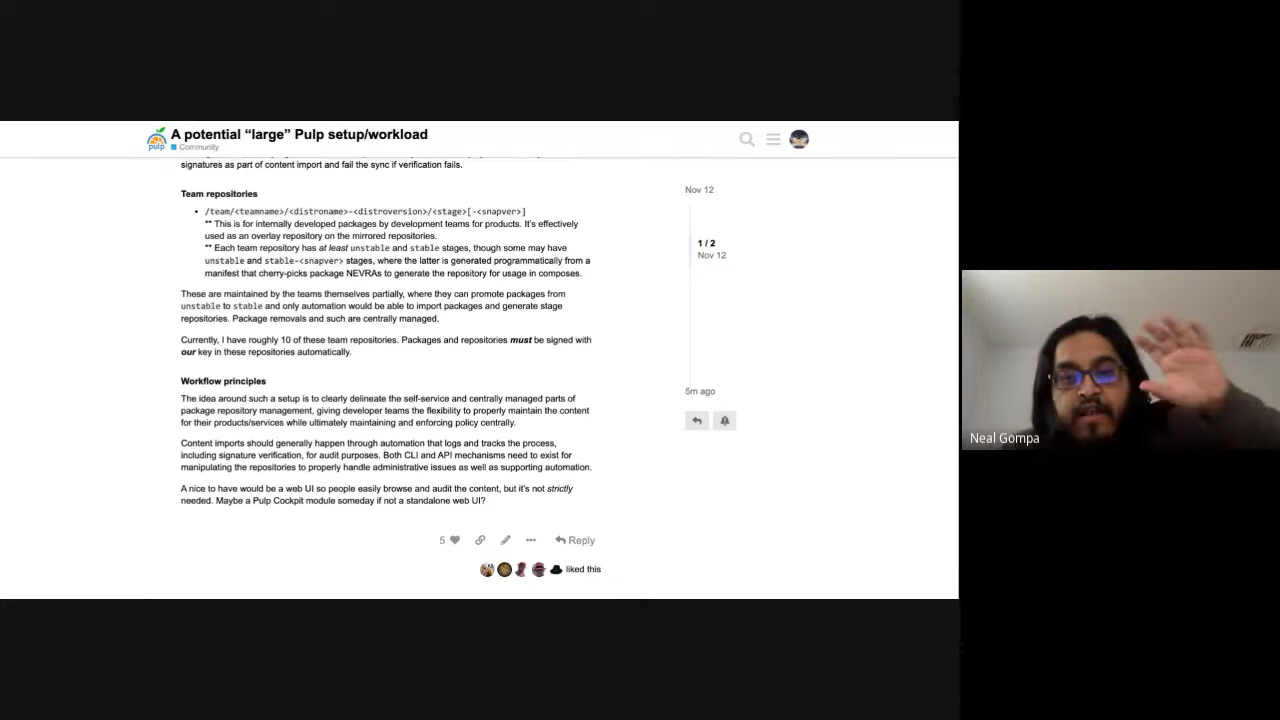 A potential “large” Pulp setup/workload
pulp
Community
signatures as part of content import and fail the sync if verification fails.
Team repositories
• /team/<teamname>/<distroname>-<distroversion>/<stage>[-<snapver>]
** This is for internally developed packages by development teams for products. It's effectively
used as an overlay repository on the mirrored repositories.
** Each team repository has at least unstable and stable stages, though some may have
unstable and stable-<snapver> stages, where the latter is generated programmatically from a
manifest that cherry-picks package NEVRAs to generate the repository for usage in composes.
These are maintained by the teams themselves partially, where they can promote packages from
unstable to stable and only automation would be able to import packages and generate stage
repositories. Package removals and such are centrally managed.
Currently, I have roughly 10 of these team repositories. Packages and repositories must be signed with
our key in these repositories automatically.
Workflow principles
The idea around such a setup is to clearly delineate the self-service and centrally managed parts of
package repository management, giving developer teams the flexibility to properly maintain the content
for their products/services while ultimately maintaining and enforcing policy centrally.
Content imports should generally happen through automation that logs and tracks the process,
including signature verification, for audit purposes. Both CLI and API mechanisms need to exist for
manipulating the repositories to properly handle administrative issues as well as supporting automation.
A nice to have would be a web UI so people easily browse and audit the content, but it's not strictly
needed. Maybe a Pulp Cockpit module someday if not a standalone web UI?
5
Reply
liked this
Nov 12
1 / 2
Nov 12
5m ago
Neal Gompa